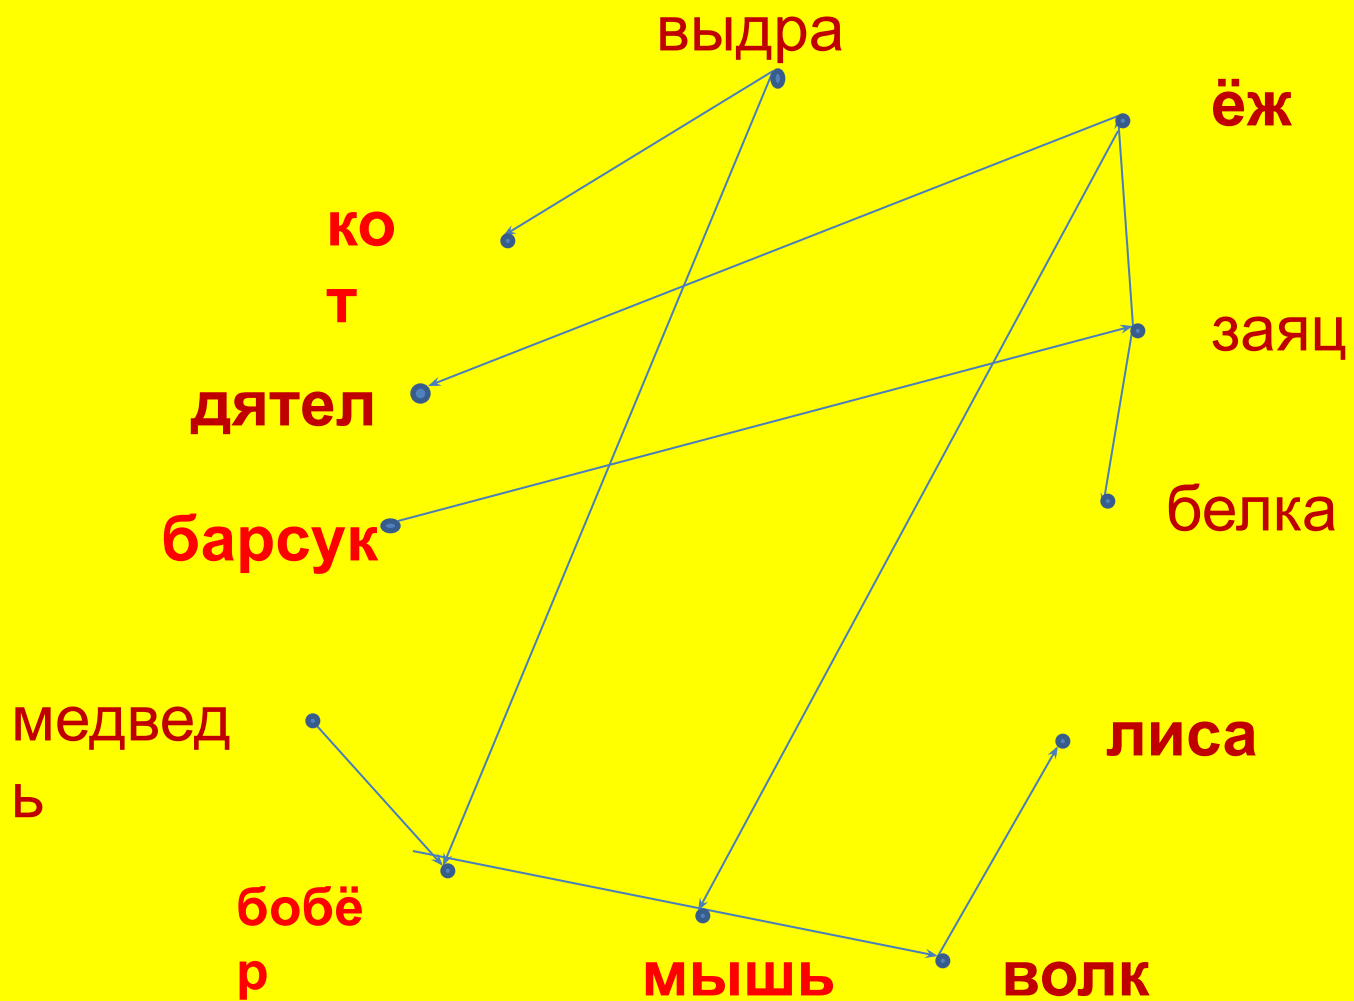 выдра
ёж
ко
т
заяц
дятел
белка
барсук
медвед
ь
лиса
бобё
р
мышь
волк